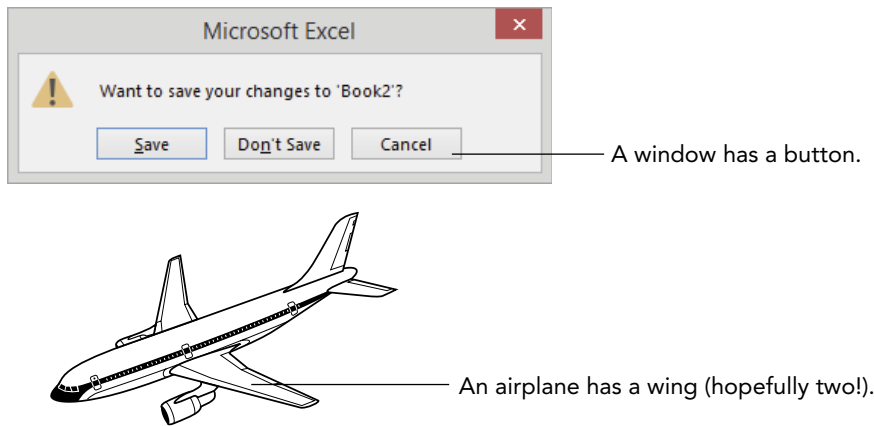 Microsoft Excel
Want to save your changes to 'Book2'?
Save Don't Save Cancel
A window has a button.
An airplane has a wing (hopefully two!).